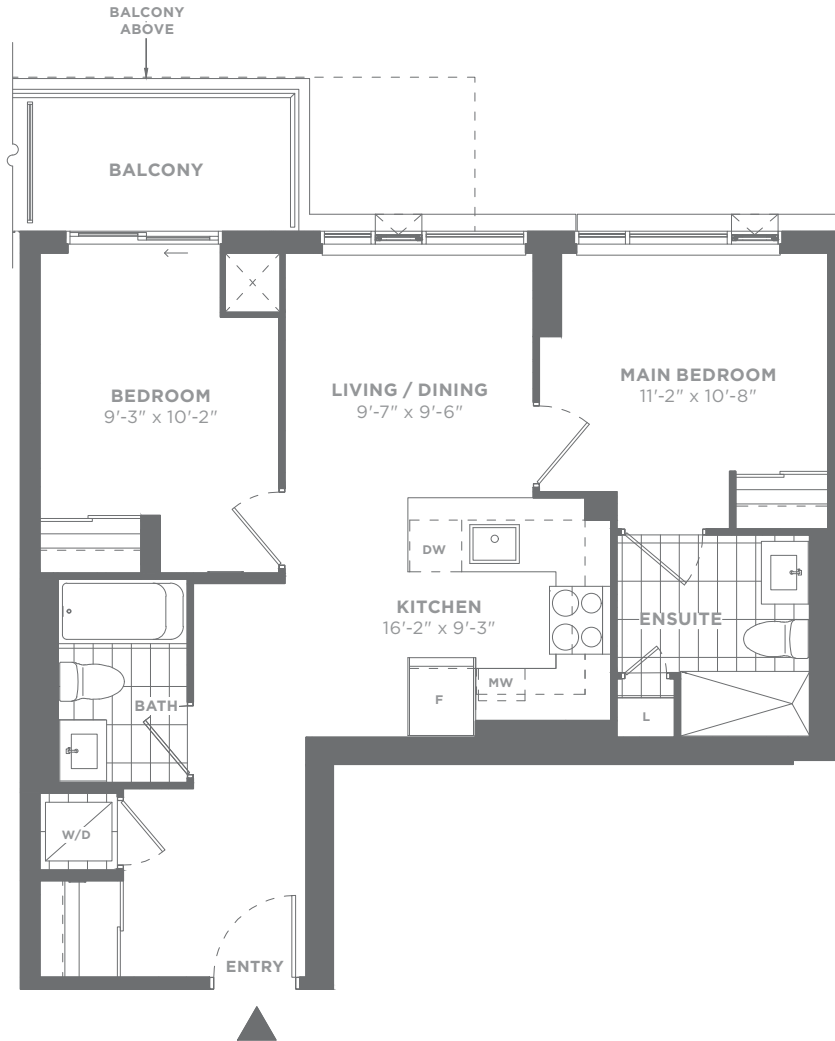 BALCONY
ABOVE
BALCONY
BEDROOM
9'-3" x 10'-2"
LIVING / DINING
9'-7" x 9'-6"
MAIN BEDROOM
11'-2" x 10'-8"
DW
KITCHEN
16'-2" x 9'-3"
ENSUITE
MW
F
BATH
L
W/D
ENTRY